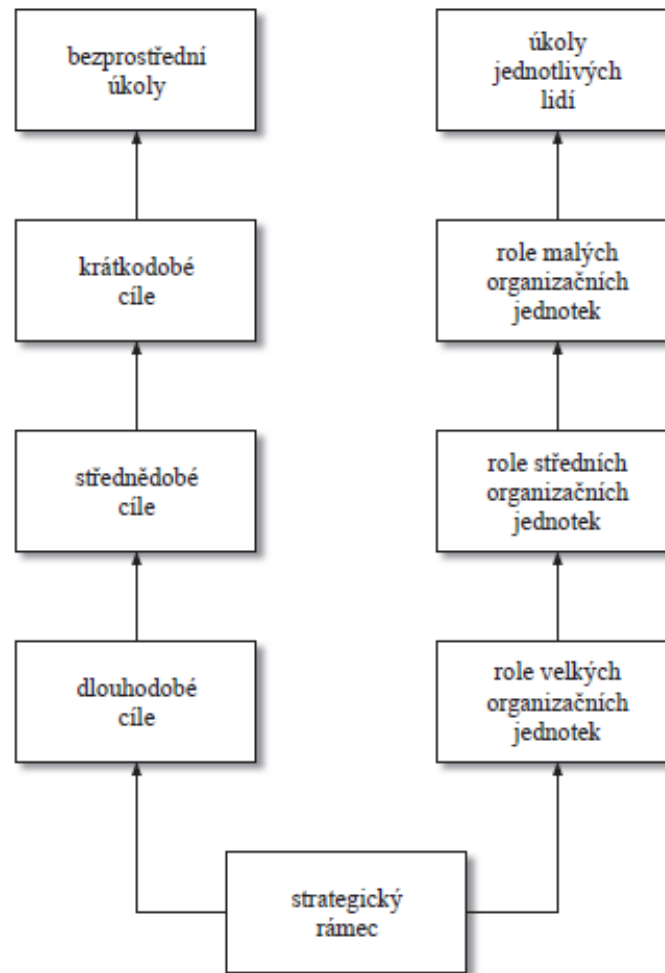 bezprostřední
úkoly
úkoly
jednotlivých
lidí
krátkodobé
cíle
role malých
organizačních
jednotek
střednědobé
cíle
role středních
organizačních
jednotek
dlouhodobé
cíle
role velkých
organizačních
jednotek
strategický
rámec